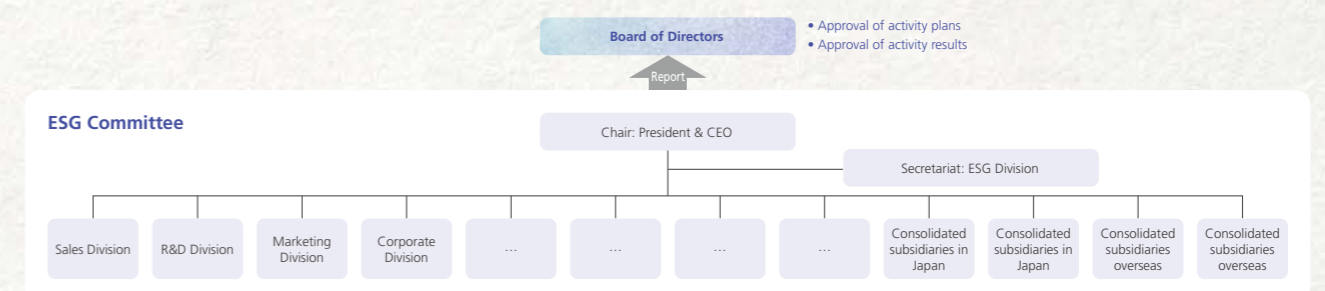 Board of Directors
• Approval of activity plans
• Approval of activity results
Report
ESG Committee
Chair: President & CEO
Secretariat: ESG Division
Sales Division
R&D Division
Marketing
Division
Corporate
Division
...
...
...
...
Consolidated
subsidiaries in
Japan
Consolidated
subsidiaries in
Japan
Consolidated
subsidiaries
overseas
Consolidated
subsidiaries
overseas